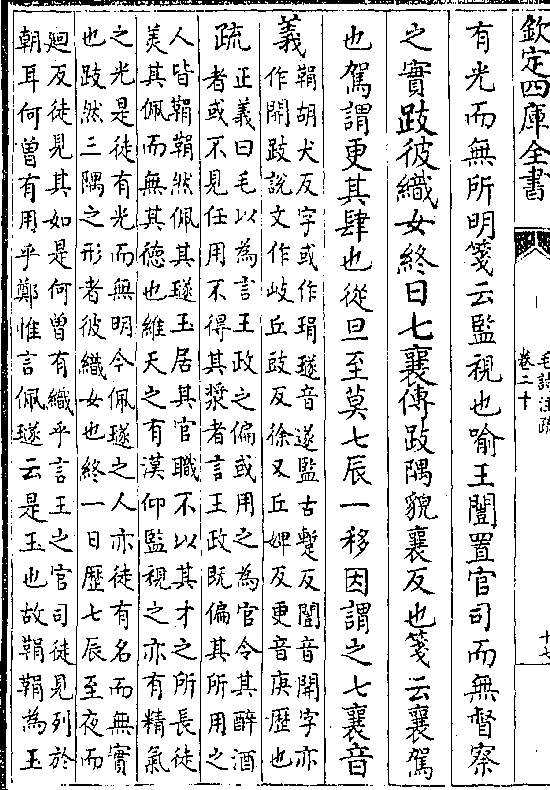 欽定四庫全書
毛詩注疏
卷二十
十七
有光而無所明箋云監視也喻王闓置官司而無督察
之實跂彼織女終日七襄傳跂隅貌襄反也箋云襄駕
也駕謂更其肆也從旦至莫七辰一移因謂之七襄音
義鞙胡犬反字或作琄璲音遂監古蹔反闓音開字亦
作開跂說文作岐丘豉反徐又丘婢反更音庚歴也
疏正義曰毛以為言王政之偏或用之為官令其醉酒
者或不見任用不得其漿者言王政既偏其所用之
人皆鞙鞙然佩其璲玉居其官職不以其才之所長徒
美其佩而無其德也維天之有漢仰監視之亦有精氣
之光是徒有光而無明今佩璲之人亦徒有名而無實
也跂然三隅之形者彼織女也終一日歴七辰至夜而
廻反徒見其如是何曽有織乎言王之官司徒見列於
朝耳何曽有用乎鄭惟言佩璲云是玉也故鞙鞙為玉